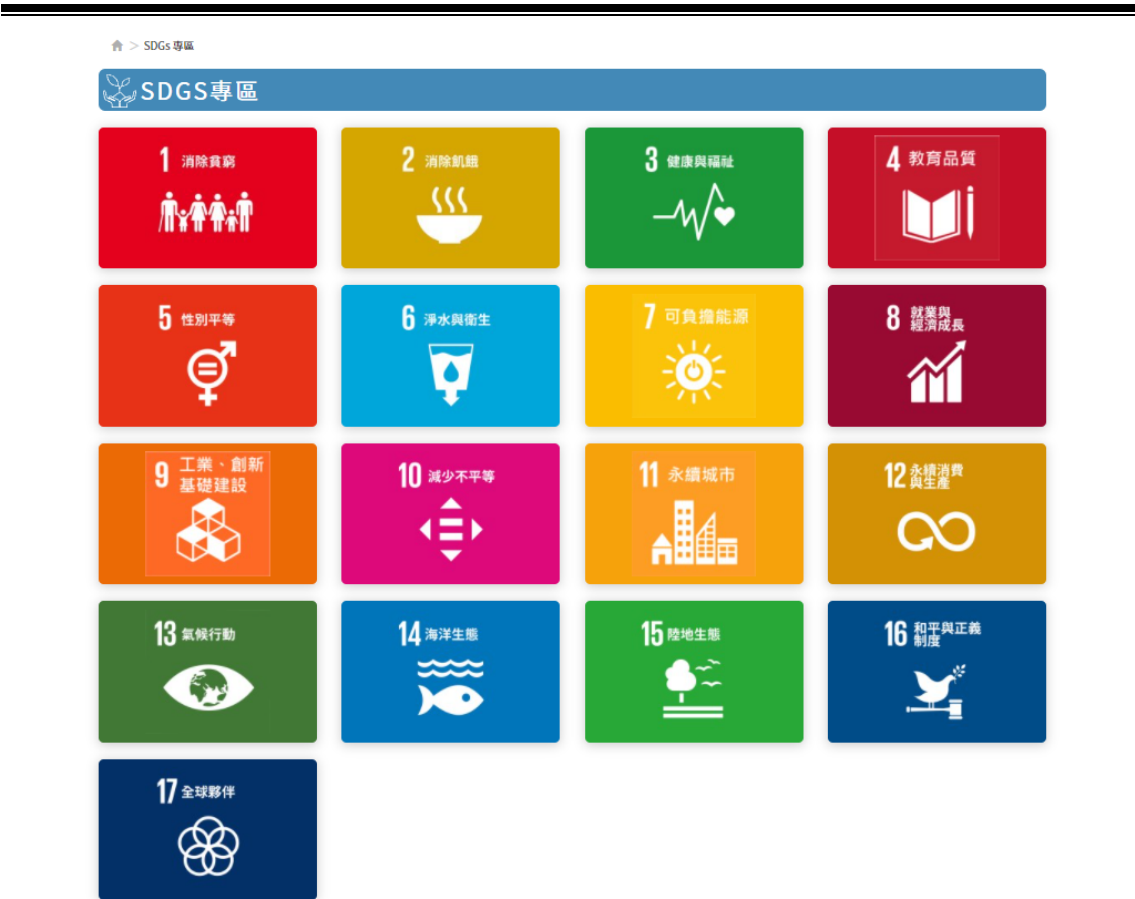 > SDGs 專區
SDGS專區
1 消除貧窮
2 消除飢餓
3 健康與福祉
4 教育品質
5 性別平等
6 淨水與衛生
7 可負擔能源
8 就業與
經濟成長
9 工業、創新
基礎建設
10 減少不平等
11 永續城市
12 永續消費
與生產
13 氣候行動
14 海洋生態
15 陸地生態
16 和平與正義
制度
17 全球夥伴